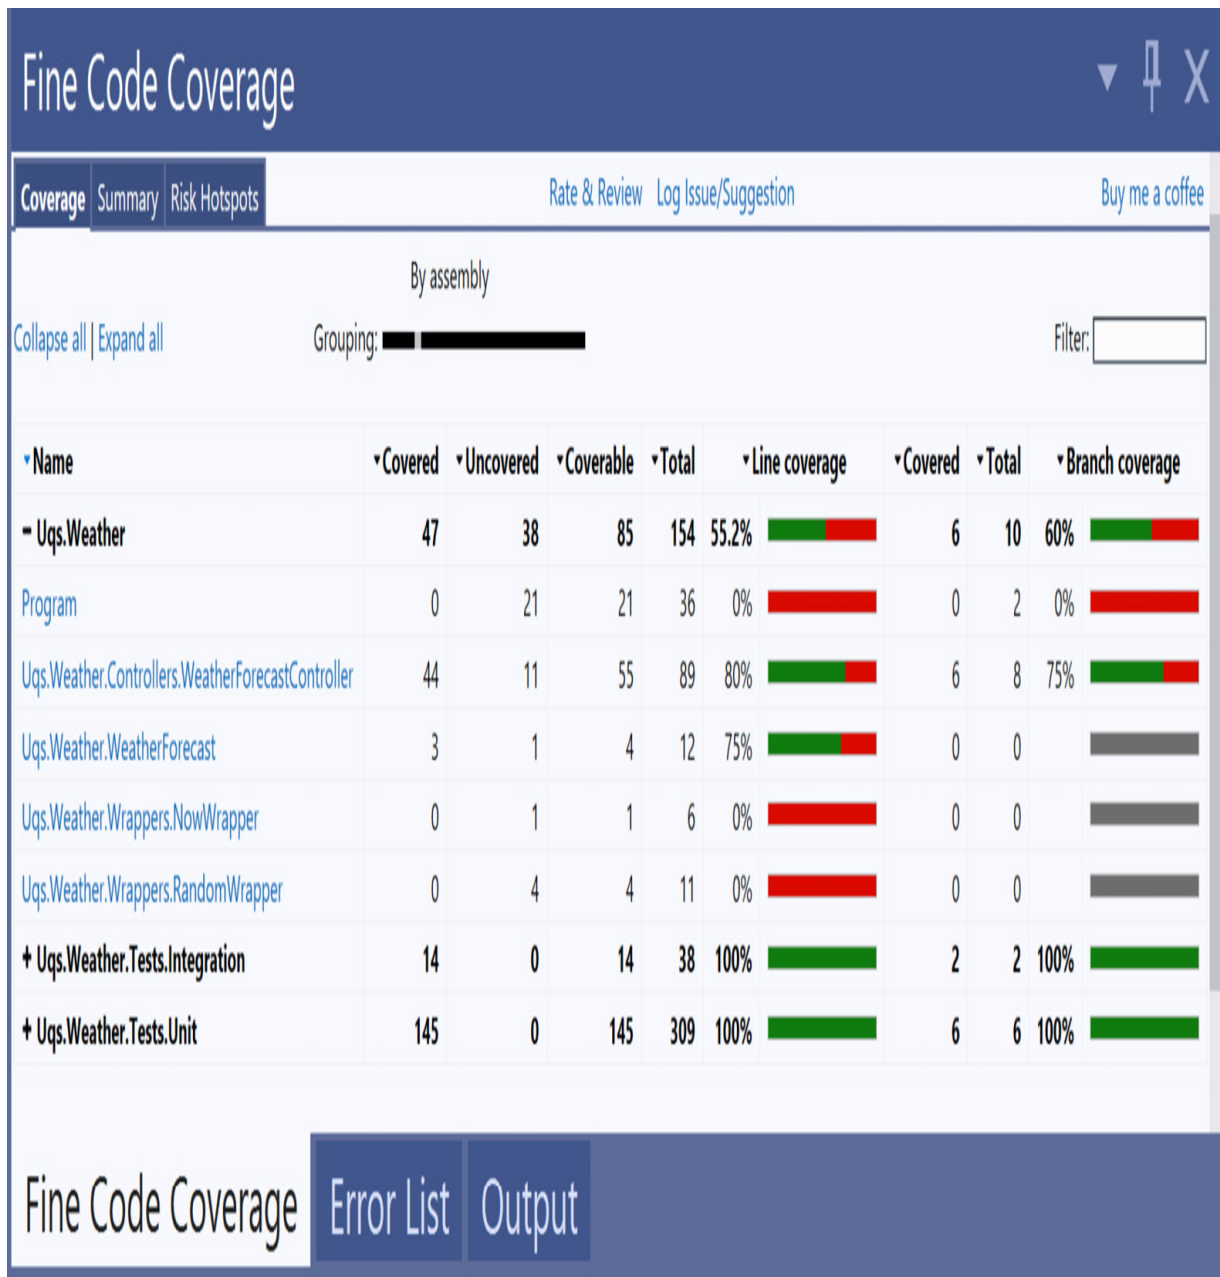 Fine Code Coverage
Coverage Summary Risk Hotspots Rate & Review Log Issue/Suggestion Buy me a coffee
By assembly
Collapse all | Expand all Grouping: Filter:
Name Covered Uncovered Coverable Total Line coverage Covered Total Branch coverage
− Uqs.Weather 47 38 85 154 55.2% 6 10 60%
Program 0 21 21 36 0% 0 2 0%
Uqs.Weather.Controllers.WeatherForecastController 44 11 55 89 80% 6 8 75%
Uqs.Weather.WeatherForecast 3 1 4 12 75% 0 0
Uqs.Weather.Wrappers.NowWrapper 0 1 1 6 0% 0 0
Uqs.Weather.Wrappers.RandomWrapper 0 4 4 11 0% 0 0
+ Uqs.Weather.Tests.Integration 14 0 14 38 100% 2 2 100%
+ Uqs.Weather.Tests.Unit 145 0 145 309 100% 6 6 100%
Fine Code Coverage Error List Output